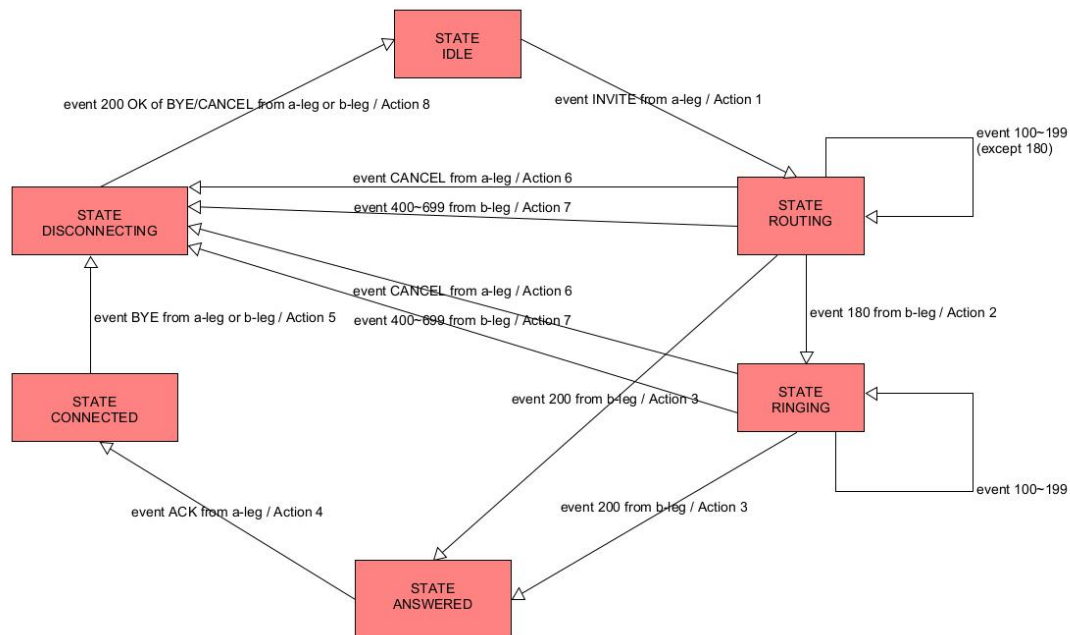 STATE
IDLE
event 200 OK of BYE/CANCEL from a-leg or b-leg / Action 8
event INVITE from a-leg / Action 1
event 100~199
(except 180)
event CANCEL from a-leg / Action 6
STATE
DISCONNECTING
event 400~699 from b-leg / Action 7
STATE
ROUTING
event CANCEL from a-leg / Action 6
event BYE from a-leg or b-leg / Action 5
event 400~699 from b-leg / Action 7
event 180 from b-leg / Action 2
STATE
CONNECTED
event 200 from b-leg / Action 3
STATE
RINGING
event 100~199
event ACK from a-leg / Action 4
event 200 from b-leg / Action 3
STATE
ANSWERED